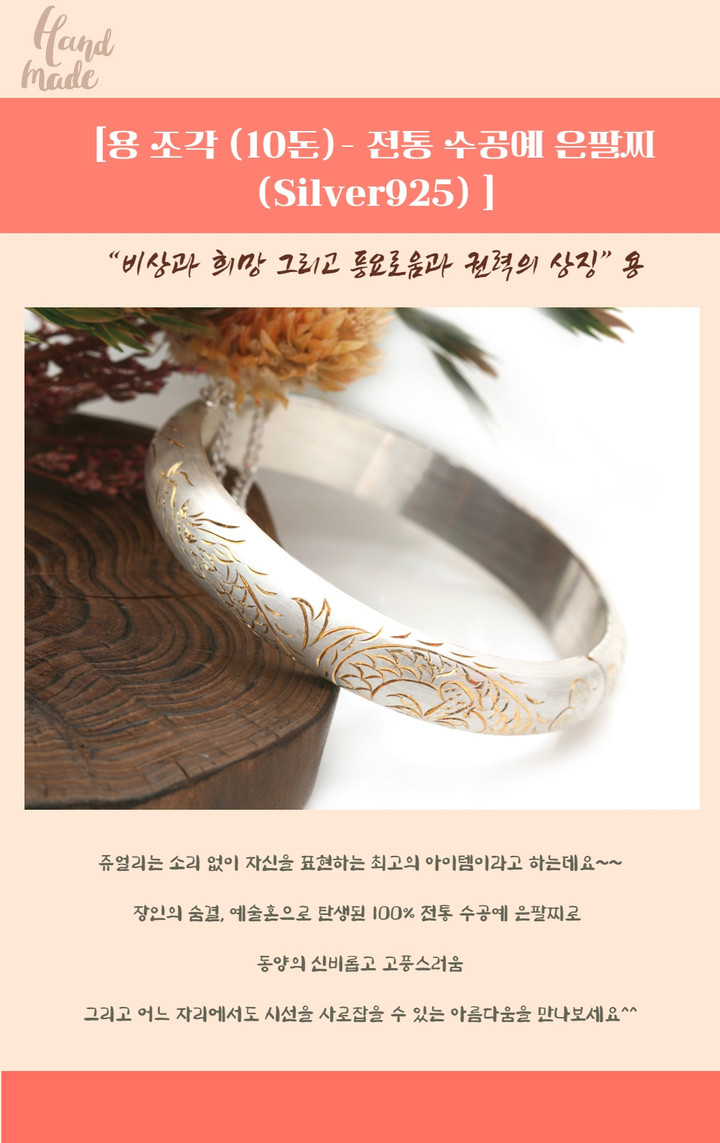 Hand
made
[용 조각 (10돈)- 전통 수공예 은팔찌
(Silver925) ]
“비상과 희망 그리고 풍요로움과 권력의 상징” 용
쥬얼리는 소리 없이 자신을 표현하는 최고의 아이템이라고 하는데요~~
장인의 숨결, 예술혼으로 탄생된 100% 전통 수공예 은팔찌로
동양의 신비롭고 고풍스러움
그리고 어느 자리에서도 시선을 사로잡을 수 있는 아름다움을 만나보세요^^